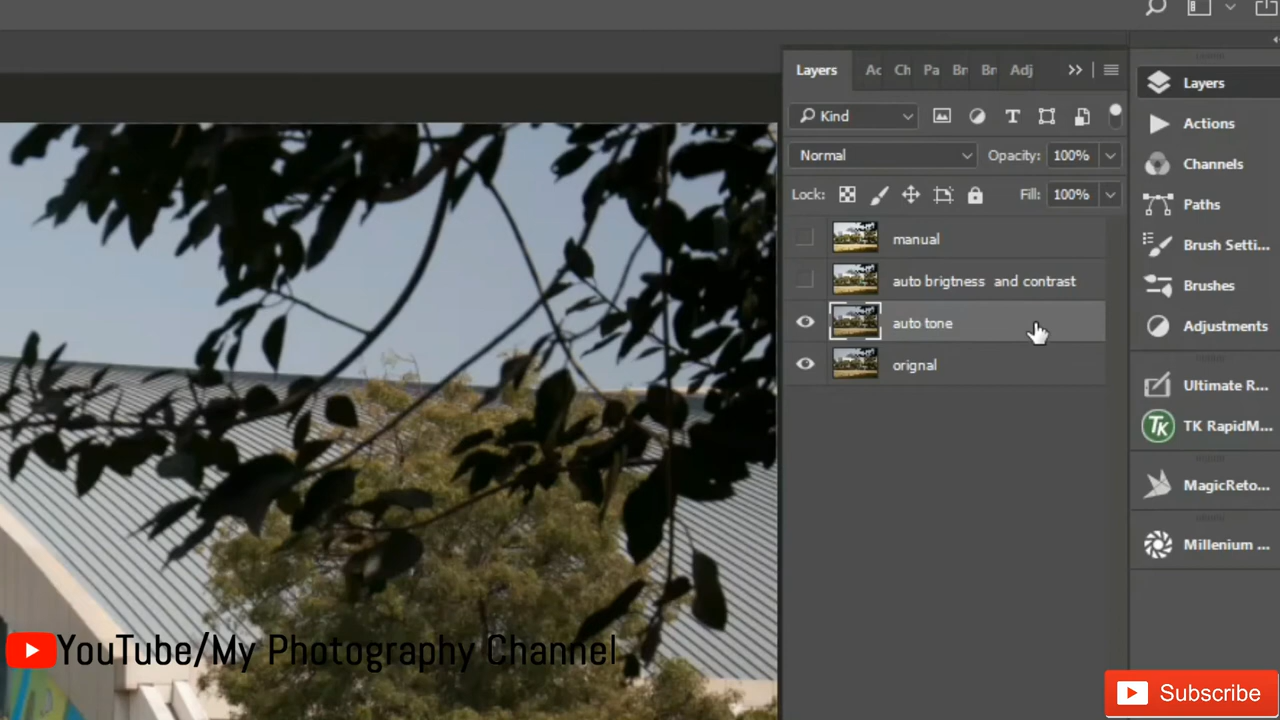 Layers Ac Ch Pa Br Br Adj
Kind
Normal Opacity: 100%
Lock: Fill: 100%
manual
auto brigtness and contrast
auto tone
orignal
Layers
Actions
Channels
Paths
Brush Setti...
Brushes
Adjustments
Ultimate R...
TK RapidM...
MagicReto...
Millenium ...
YouTube/My Photography Channel
Subscribe